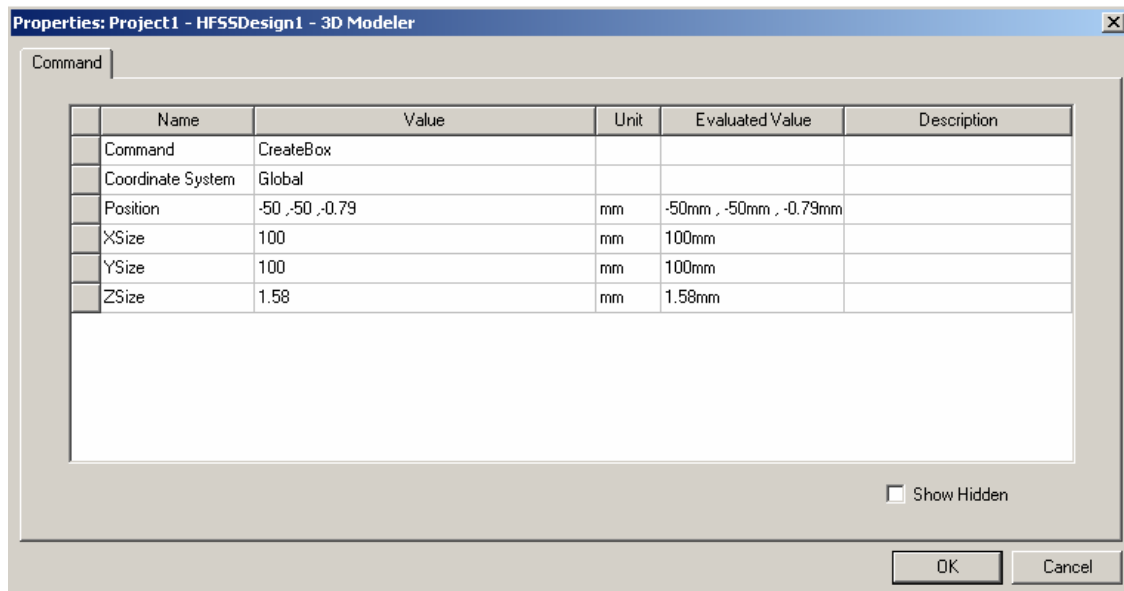 Properties: Project1 - HFSSDesign1 - 3D Modeler
Command
Name Value Unit Evaluated Value Description
Command CreateBox
Coordinate System Global
Position -50 ,-50 ,-0.79 mm -50mm , -50mm , -0.79mm
XSize 100 mm 100mm
YSize 100 mm 100mm
ZSize 1.58 mm 1.58mm
Show Hidden
OK Cancel